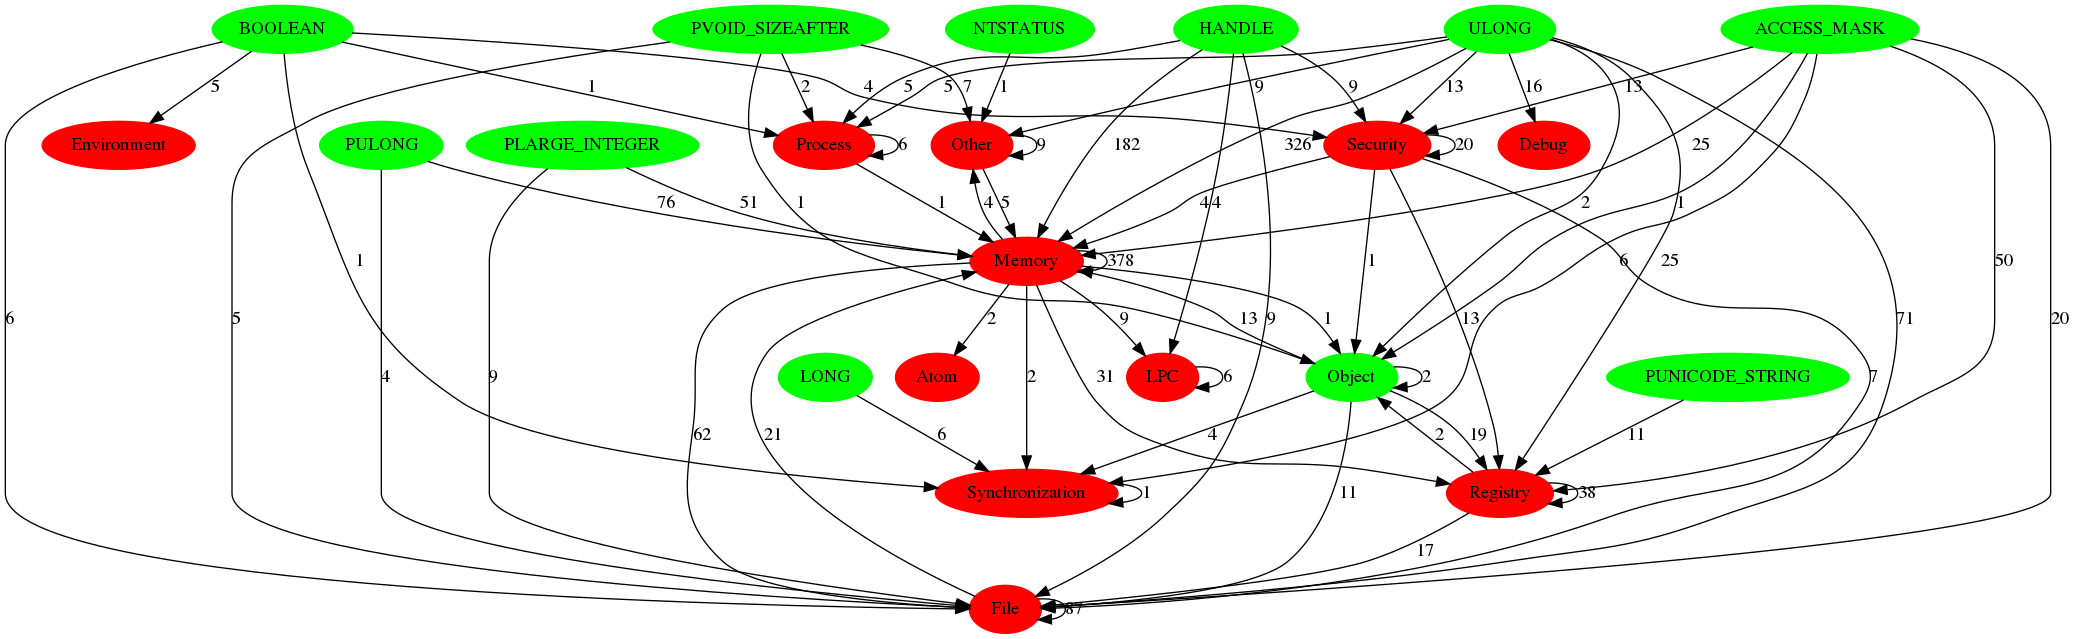 BOOLEAN
PVOID_SIZEAFTER
NTSTATUS
HANDLE
ULONG
ACCESS_MASK
5
1
4
2
7
1
5
5
9
9
13
16
13
Environment
PULONG
PLARGE_INTEGER
Process
6
Other
9
Security
20
Debug
76
51
1
1
4
5
182
4
4
326
25
2
1
1
Memory
378
1
6
25
50
6
5
2
9
13
1
13
9
71
20
LONG
Atom
LPC
6
Object
2
PUNICODE_STRING
4
9
2
31
7
62
21
6
4
2
19
11
Synchronization
1
Registry
38
11
17
File
87